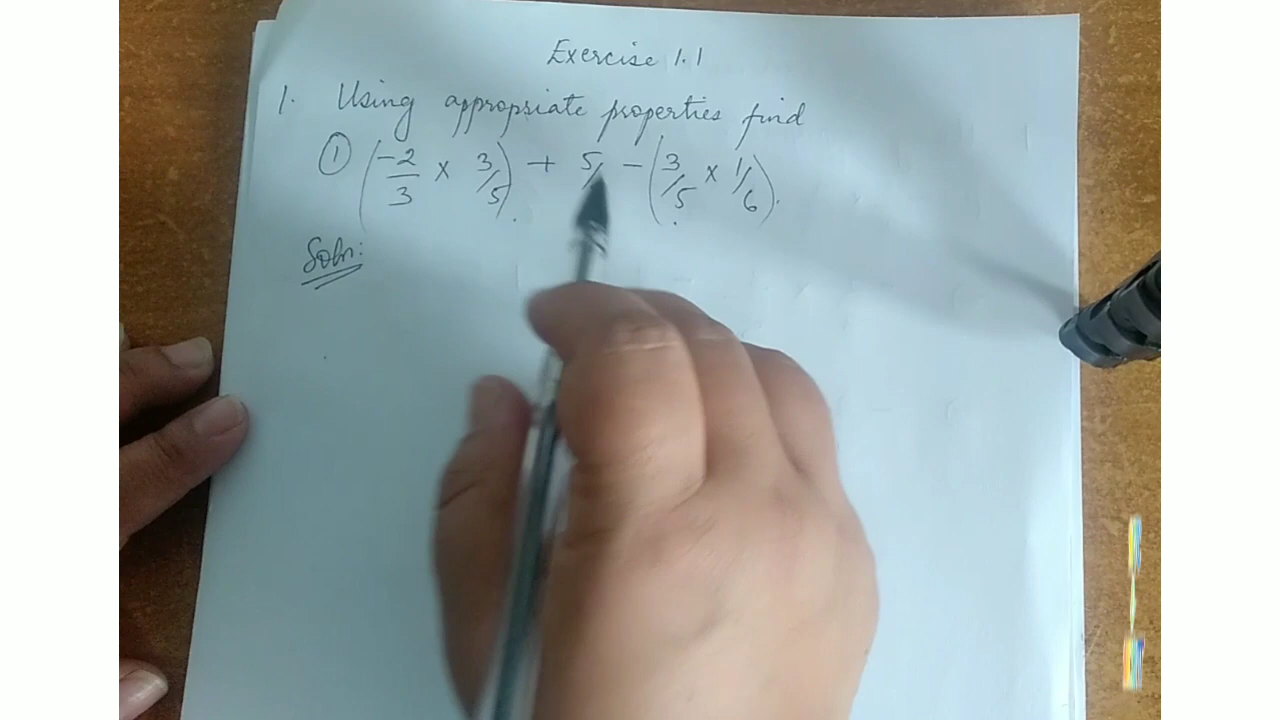 Exercise 1.1
1. Using appropriate properties find
① (-2/3 × 3/5) + 5/ - (3/5 × 1/6).
Soln: